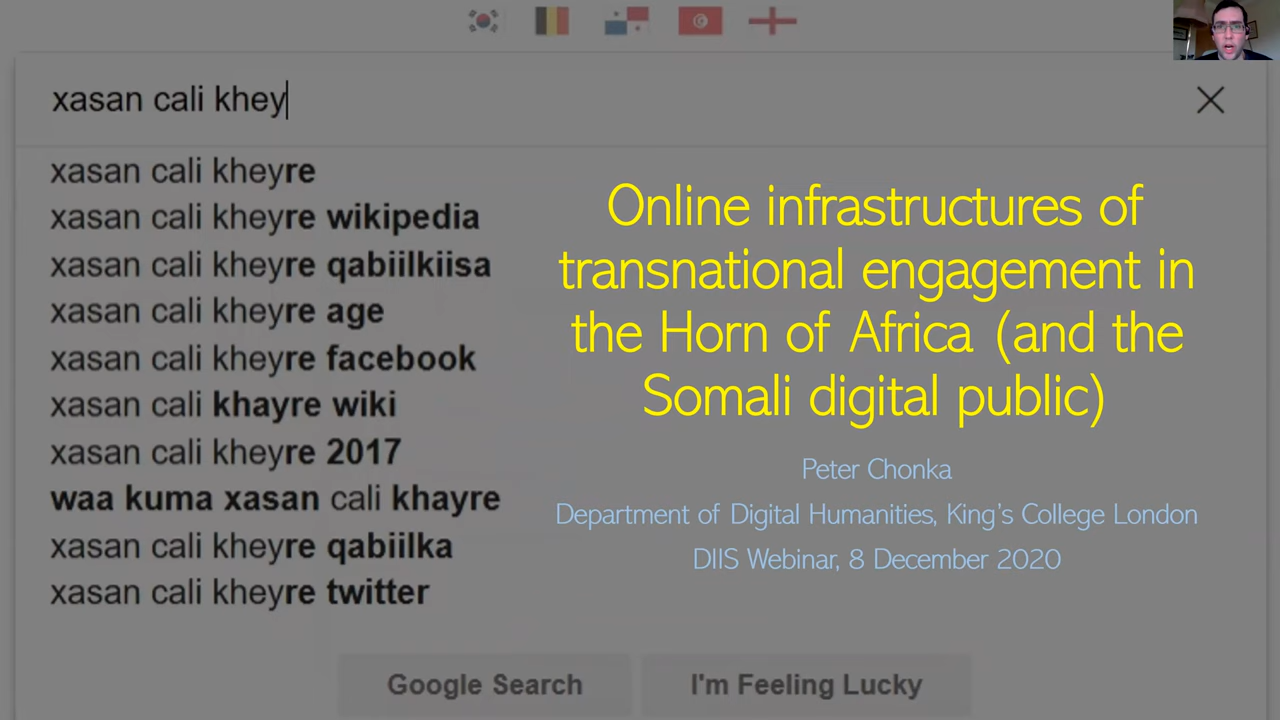 xasan cali khey
xasan cali kheyre
xasan cali kheyre wikipedia
xasan cali kheyre qabiilkiisa
xasan cali kheyre age
xasan cali kheyre facebook
xasan cali khayre wiki
xasan cali kheyre 2017
waa kuma xasan cali khayre
xasan cali kheyre qabiilka
xasan cali kheyre twitter
Google Search
I'm Feeling Lucky
Online infrastructures of
transnational engagement in
the Horn of Africa (and the
Somali digital public)
Peter Chonka
Department of Digital Humanities, King's College London
DIIS Webinar, 8 December 2020